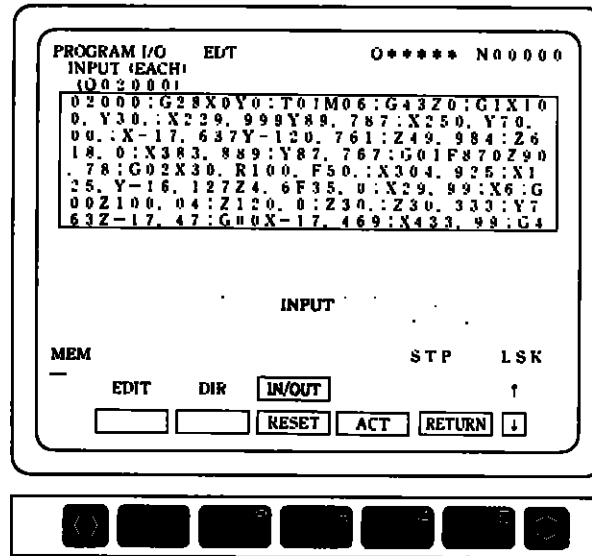 PROGRAM I/O EDT O***** N00000
INPUT (EACH)
(O02000)
O2000:G28X0Y0:T01M06:G43Z0:G1X10
0. Y30. :X229. 999Y89. 787:X250. Y70.
00. :X-17. 637Y-120. 761:Z49. 984:Z6
18. 0:X383. 889:Y87. 767:G01F870Z90
. 78:G02X30. R100. F50. :X304. 925:X1
25. Y-16. 127Z4. 6F35. 0:X29. 99:X6:G
00Z100. 04:Z120. 0:Z30. :Z30. 333:Y7
63Z-17. 47:G00X-17. 469:X433. 99:G4
INPUT
MEM STP LSK
EDIT DIR IN/OUT ↑
RESET ACT RETURN ↓